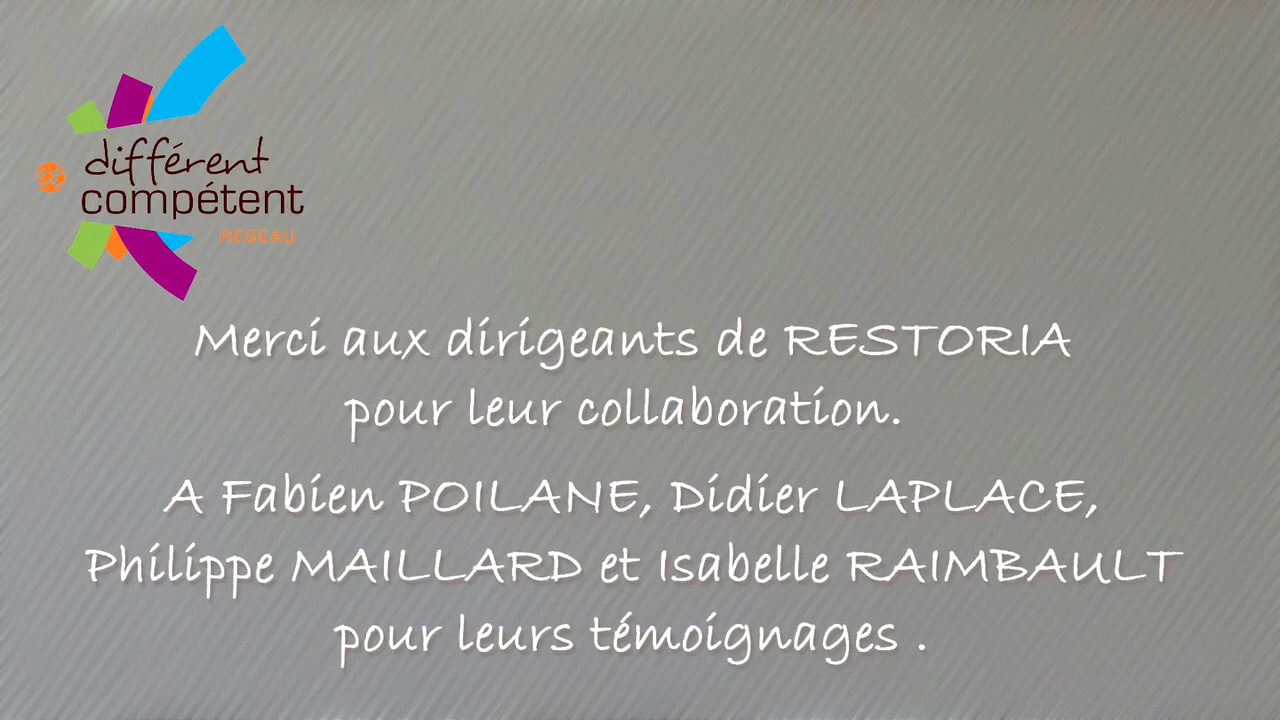 différent
compétent
RÉSEAU
Merci aux dirigeants de RESTORIA
pour leur collaboration.
A Fabien POILANE, Didier LAPLACE,
Philippe MAILLARD et Isabelle RAIMBAULT
pour leurs témoignages .